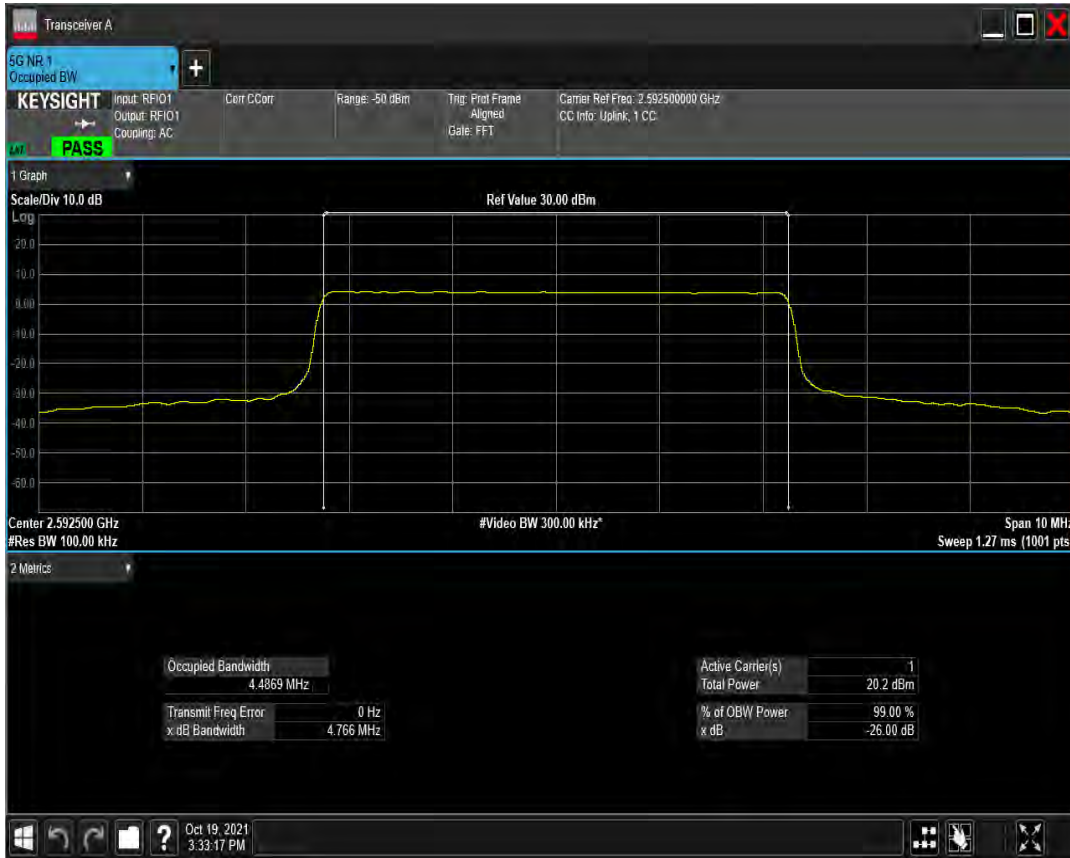 Transceiver A
5G NR 1
Occupied BW
+
KEYSIGHT
Input: RFIO1
Output: RFIO1
Coupling: AC
Corr CCorr
Range: -50 dBm
Trig: Prot Frame
Aligned
Gate: FFT
Carrier Ref Freq: 2.592500000 GHz
CC Info: Uplink, 1 CC
PASS
1 Graph
Scale/Div 10.0 dB
Ref Value 30.00 dBm
Log
20.0
10.0
0.00
-10.0
-20.0
-30.0
-40.0
-50.0
-60.0
Center 2.592500 GHz
#Video BW 300.00 kHz*
Span 10 MHz
#Res BW 100.00 kHz
Sweep 1.27 ms (1001 pts
2 Metrics
Occupied Bandwidth
4.4869 MHz
Transmit Freq Error 0 Hz
x dB Bandwidth 4.766 MHz
Active Carrier(s) 1
Total Power 20.2 dBm
% of OBW Power 99.00 %
x dB -26.00 dB
?
Oct 19, 2021
3:33:17 PM